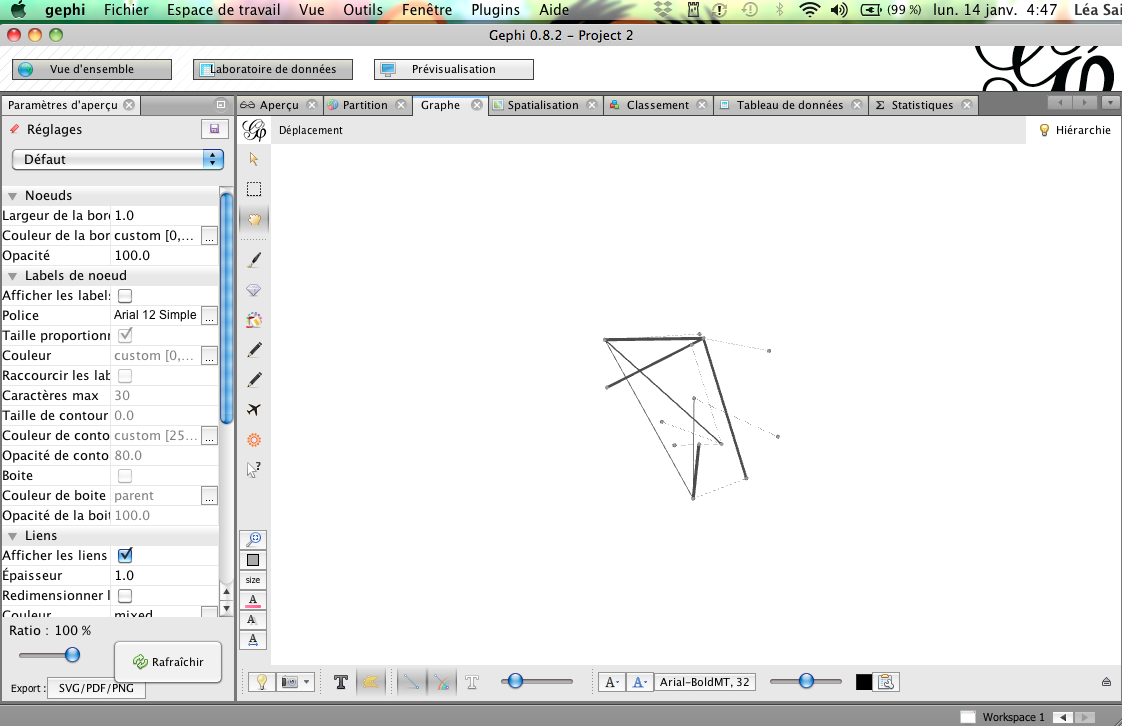 gephi Fichier Espace de travail Vue Outils Fenêtre Plugins Aide (99 %) lun. 14 janv. 4:47 Léa Sai
Gephi 0.8.2 – Project 2
Vue d'ensemble Laboratoire de données Prévisualisation
Paramètres d'aperçu Aperçu Partition Graphe Spatialisation Classement Tableau de données Σ Statistiques
Réglages Déplacement Hiérarchie
Défaut
Noeuds
Largeur de la bor 1.0
Couleur de la bor custom [0,... ...
Opacité 100.0
Labels de noeud
Afficher les labels
Police Arial 12 Simple ...
Taille proportionn
Couleur custom [0,... ...
Raccourcir les lab
Caractères max 30
Taille de contour 0.0
Couleur de conto custom [25... ...
Opacité de conto 80.0
Boite
Couleur de boite parent ...
Opacité de la boit 100.0
Liens
Afficher les liens
Épaisseur 1.0
Redimensionner l
Couleur mixed
size
A
A
A
Ratio : 100 %
Rafraîchir
Export : SVG/PDF/PNG
T T A A Arial-BoldMT, 32
Workspace 1